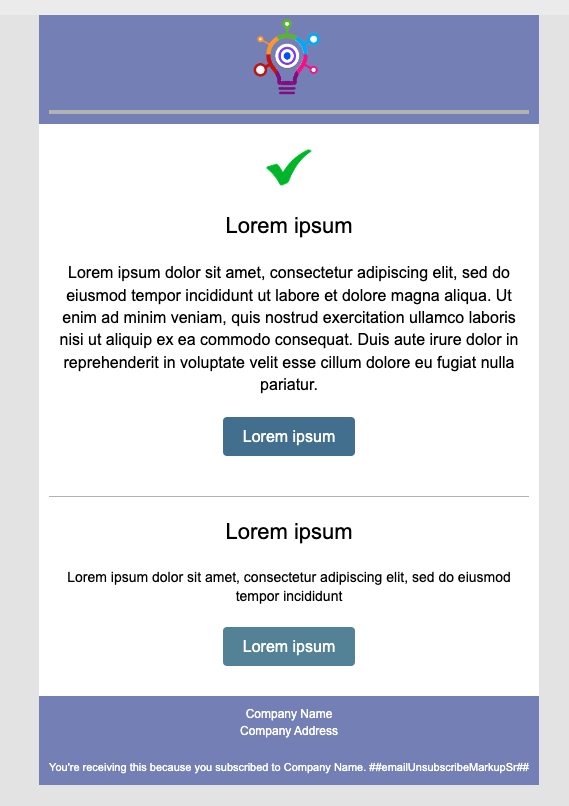 Lorem ipsum
Lorem ipsum dolor sit amet, consectetur adipiscing elit, sed do
eiusmod tempor incididunt ut labore et dolore magna aliqua. Ut
enim ad minim veniam, quis nostrud exercitation ullamco laboris
nisi ut aliquip ex ea commodo consequat. Duis aute irure dolor in
reprehenderit in voluptate velit esse cillum dolore eu fugiat nulla
pariatur.
Lorem ipsum
Lorem ipsum
Lorem ipsum dolor sit amet, consectetur adipiscing elit, sed do eiusmod
tempor incididunt
Lorem ipsum
Company Name
Company Address
You're receiving this because you subscribed to Company Name. ##emailUnsubscribeMarkupSr##